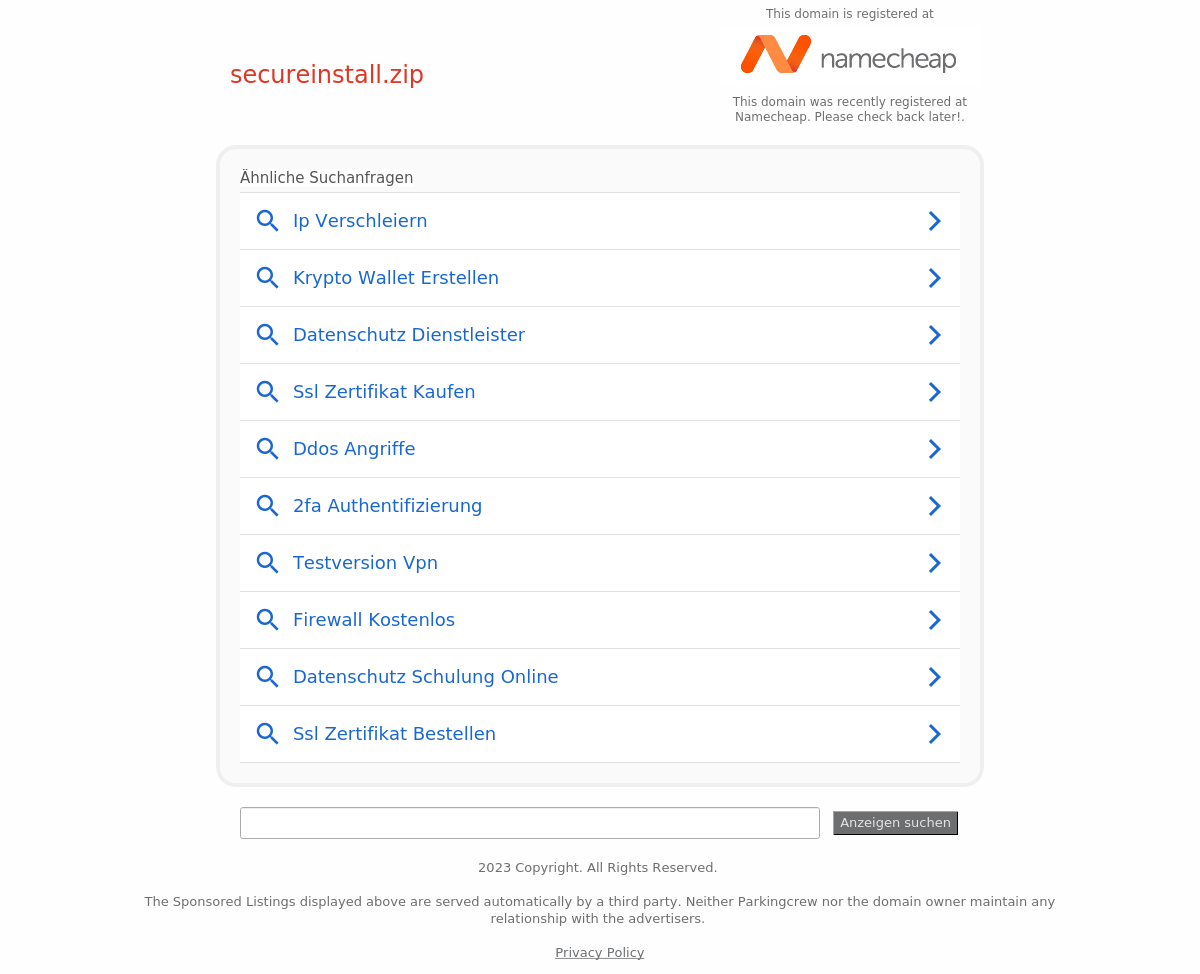 This domain is registered at
namecheap
secureinstall.zip
This domain was recently registered at
Namecheap. Please check back later!.
Ähnliche Suchanfragen
Ip Verschleiern
Krypto Wallet Erstellen
Datenschutz Dienstleister
Ssl Zertifikat Kaufen
Ddos Angriffe
2fa Authentifizierung
Testversion Vpn
Firewall Kostenlos
Datenschutz Schulung Online
Ssl Zertifikat Bestellen
Anzeigen suchen
2023 Copyright. All Rights Reserved.
The Sponsored Listings displayed above are served automatically by a third party. Neither Parkingcrew nor the domain owner maintain any
relationship with the advertisers.
Privacy Policy